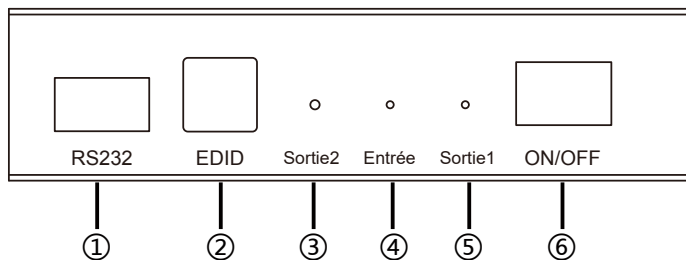 RS232 EDID Sortie2 Entrée Sortie1 ON/OFF
① ② ③ ④ ⑤ ⑥